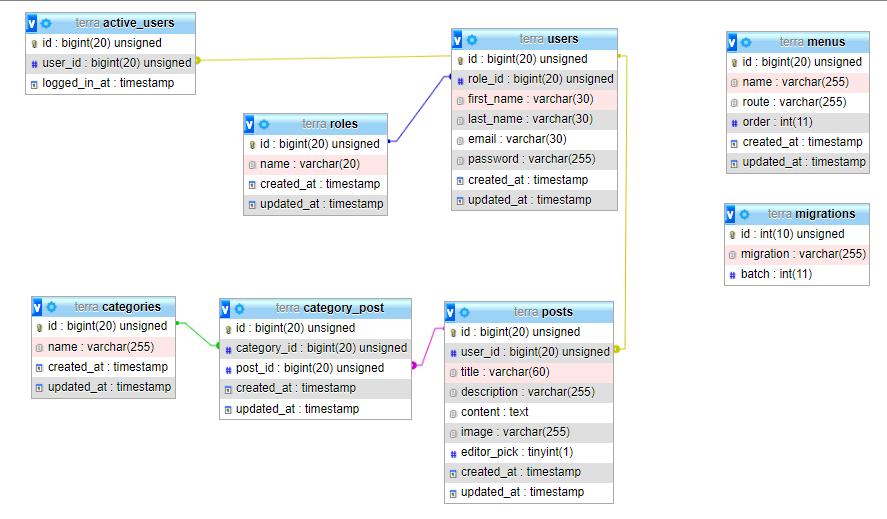 terra active_users
id : bigint(20) unsigned
user_id : bigint(20) unsigned
logged_in_at : timestamp
terra users
id : bigint(20) unsigned
role_id : bigint(20) unsigned
first_name : varchar(30)
last_name : varchar(30)
email : varchar(30)
password : varchar(255)
created_at : timestamp
updated_at : timestamp
terra menus
id : bigint(20) unsigned
name : varchar(255)
route : varchar(255)
order : int(11)
created_at : timestamp
updated_at : timestamp
terra roles
id : bigint(20) unsigned
name : varchar(20)
created_at : timestamp
updated_at : timestamp
terra migrations
id : int(10) unsigned
migration : varchar(255)
batch : int(11)
terra categories
id : bigint(20) unsigned
name : varchar(255)
created_at : timestamp
updated_at : timestamp
terra category_post
id : bigint(20) unsigned
category_id : bigint(20) unsigned
post_id : bigint(20) unsigned
created_at : timestamp
updated_at : timestamp
terra posts
id : bigint(20) unsigned
user_id : bigint(20) unsigned
title : varchar(60)
description : varchar(255)
content : text
image : varchar(255)
editor_pick : tinyint(1)
created_at : timestamp
updated_at : timestamp